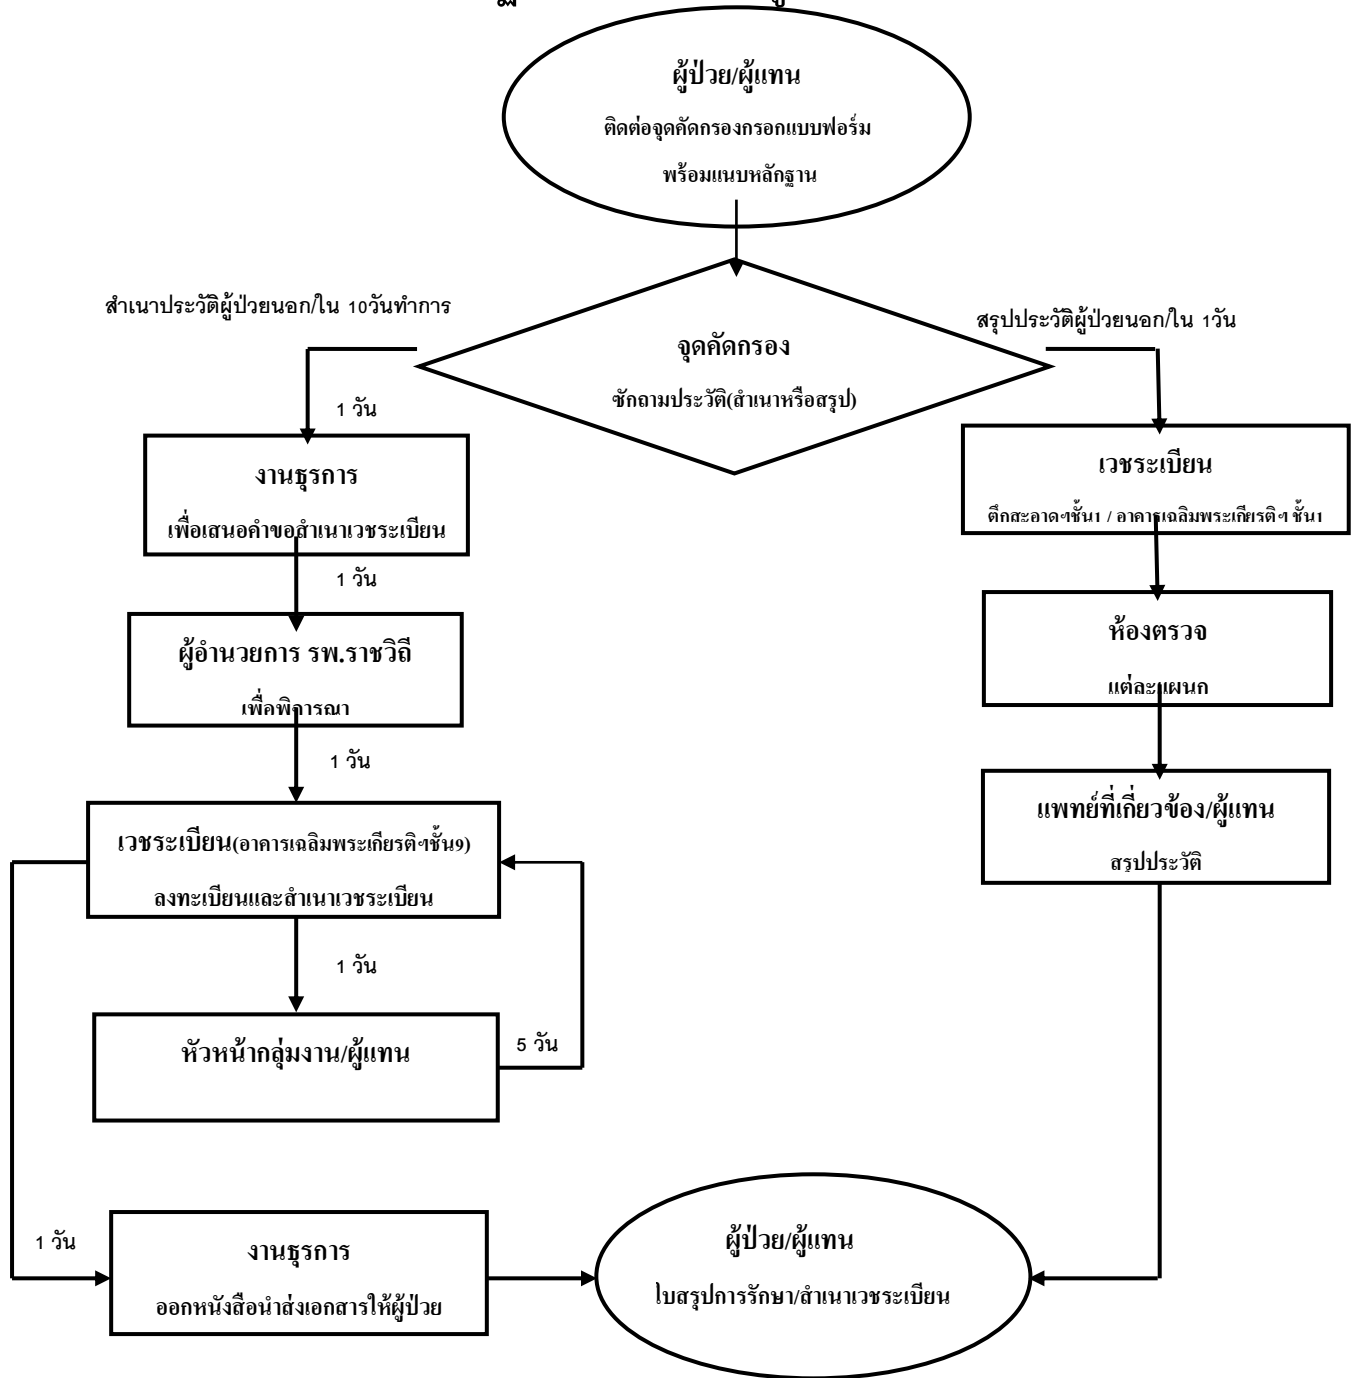 ผู้ป่วย/ผู้แทน
ติดต่อจุดคัดกรองกรอกแบบฟอร์ม
พร้อมแนบหลักฐาน
สำเนาประวัติผู้ป่วยนอก/ใน 10วันทำการ
สรุปประวัติผู้ป่วยนอก/ใน 1วัน
จุดคัดกรอง
ซักถามประวัติ(สำเนาหรือสรุป)
1 วัน
งานธุรการ
เพื่อเสนอคำขอสำเนาเวชระเบียน
เวชระเบียน
ตึกสะอาดฯชั้น1 / อาคารเฉลิมพระเกียรติฯ ชั้น1
1 วัน
ผู้อำนวยการ รพ.ราชวิถี
เพื่อพิจารณา
ห้องตรวจ
แต่ละแผนก
1 วัน
เวชระเบียน(อาคารเฉลิมพระเกียรติฯชั้น9)
ลงทะเบียนและสำเนาเวชระเบียน
แพทย์ที่เกี่ยวข้อง/ผู้แทน
สรุปประวัติ
1 วัน
หัวหน้ากลุ่มงาน/ผู้แทน
5 วัน
1 วัน
งานธุรการ
ออกหนังสือนำส่งเอกสารให้ผู้ป่วย
ผู้ป่วย/ผู้แทน
ใบสรุปการรักษา/สำเนาเวชระเบียน